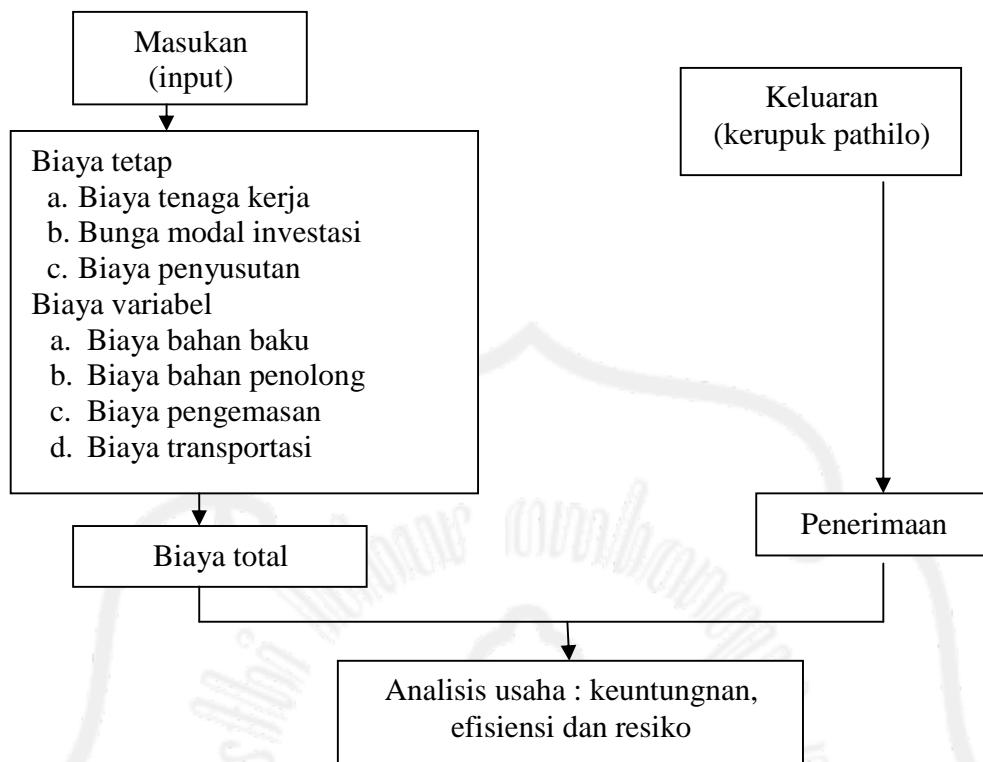 Masukan
(input)
Keluaran
(kerupuk pathilo)
Biaya tetap
a. Biaya tenaga kerja
b. Bunga modal investasi
c. Biaya penyusutan
Biaya variabel
a. Biaya bahan baku
b. Biaya bahan penolong
c. Biaya pengemasan
d. Biaya transportasi
Biaya total
Penerimaan
Analisis usaha : keuntungnan,
efisiensi dan resiko